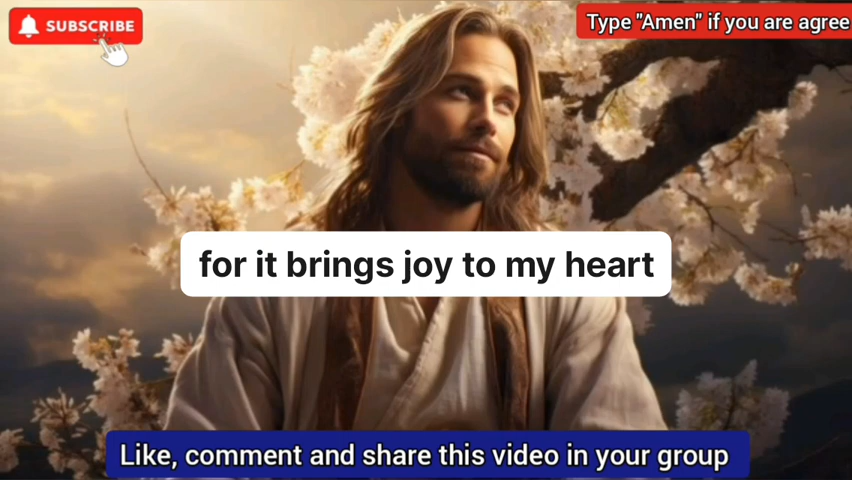 SUBSCRIBE
Type "Amen" if you are agree
for it brings joy to my heart
Like, comment and share this video in your group